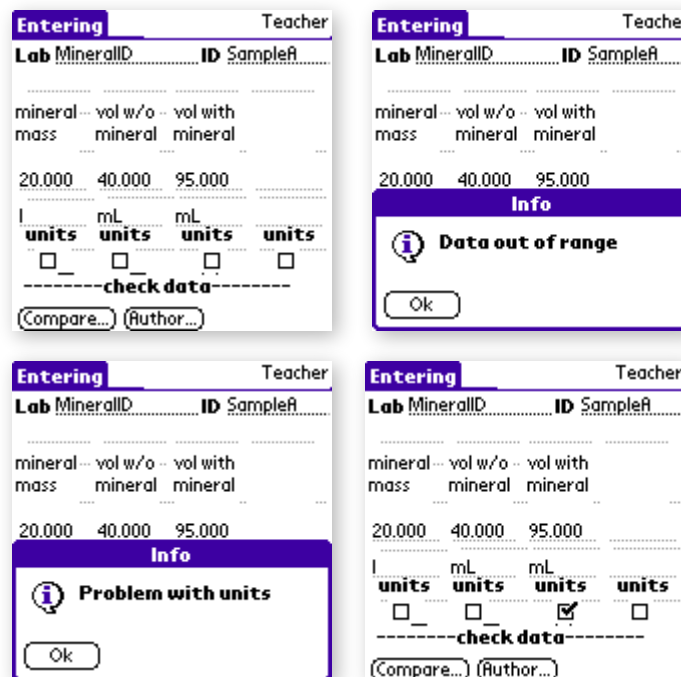 Entering Teacher
Lab MineralID ID SampleA
mineral vol w/o vol with
mass mineral mineral
20.000 40.000 95.000
l mL mL
units units units units
--------check data--------
Compare... Author...
Entering Teache
Lab MineralID ID SampleA
mineral vol w/o vol with
mass mineral mineral
20.000 40.000 95.000
Info
Data out of range
Ok
Entering Teacher
Lab MineralID ID SampleA
mineral vol w/o vol with
mass mineral mineral
20.000 40.000 95.000
Info
Problem with units
Ok
Entering Teacher
Lab MineralID ID SampleA
mineral vol w/o vol with
mass mineral mineral
20.000 40.000 95.000
l mL mL
units units units units
--------check data--------
Compare... Author...